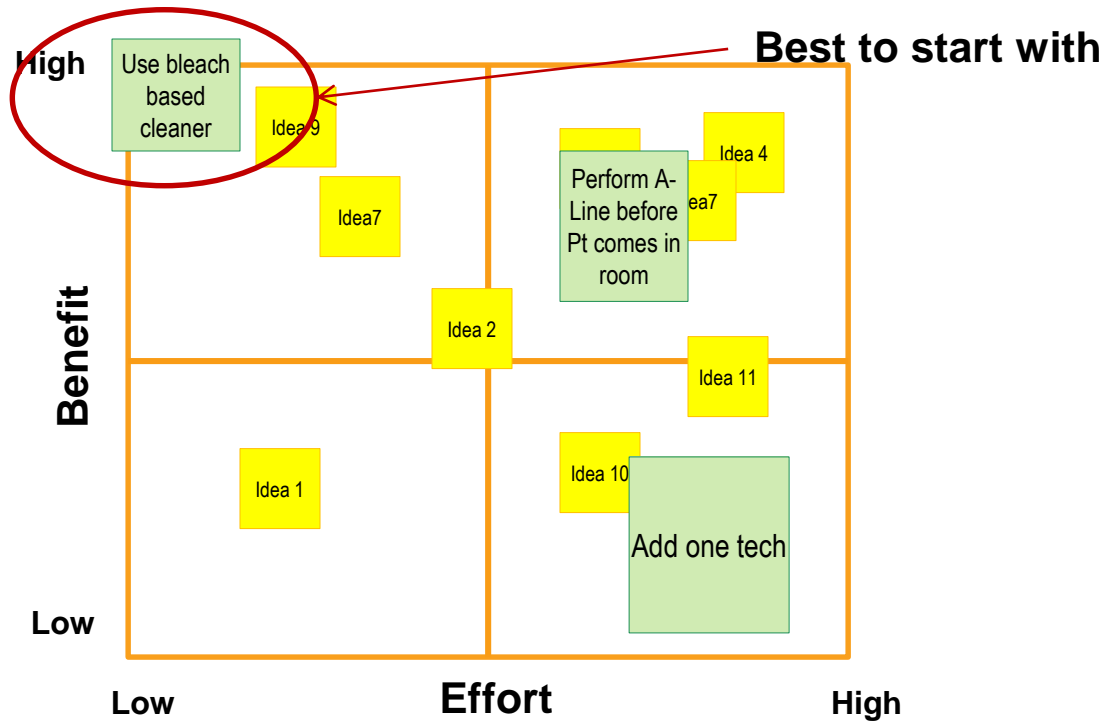 Best to start with
High
Use bleach
based
cleaner
Idea 9
Idea 4
Perform A-
Line before
Pt comes in
room
ea7
Idea7
Idea 2
Benefit
Idea 11
Idea 10
Idea 1
Add one tech
Low
Low
Effort
High